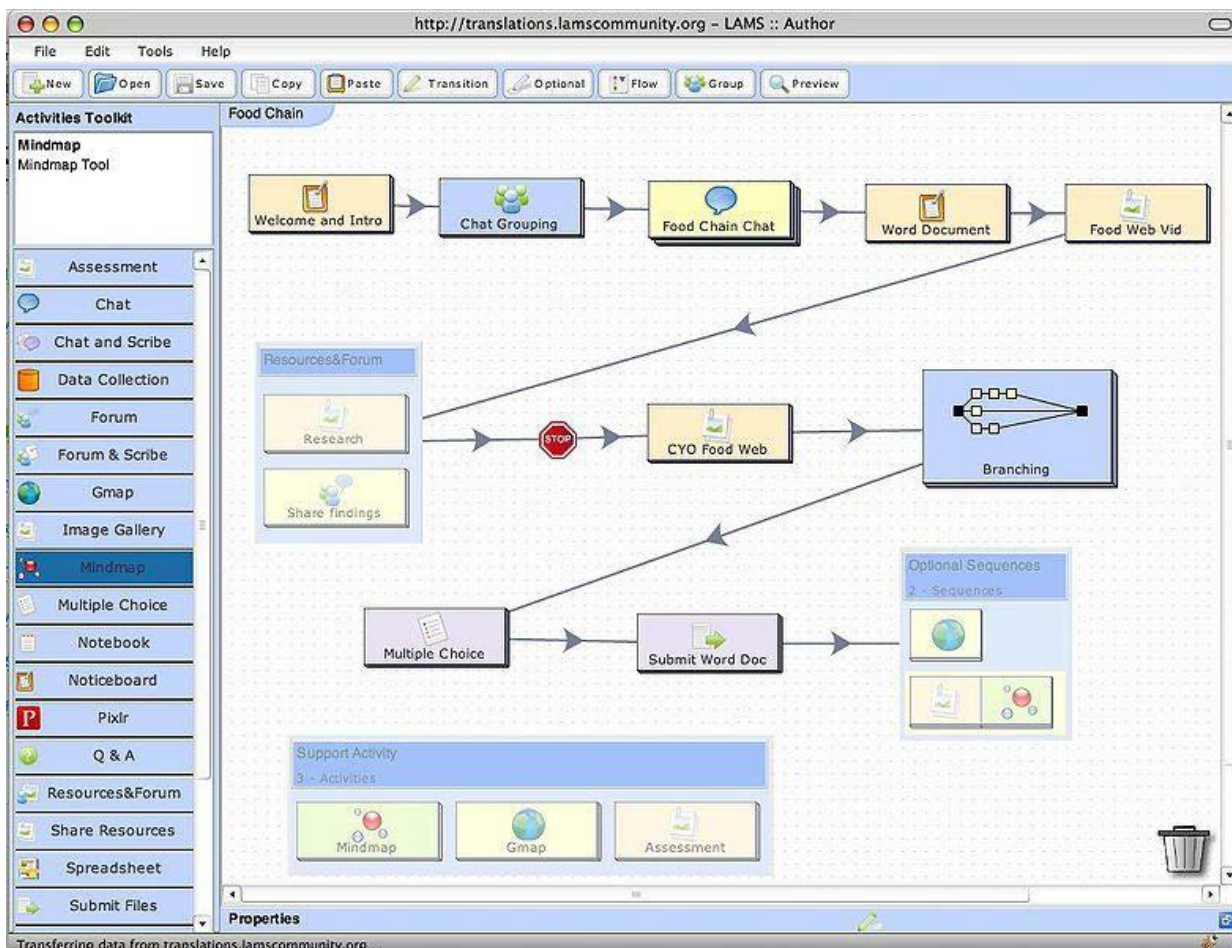 http://translations.lamscommunity.org – LAMS :: Author
File Edit Tools Help
New Open Save Copy Paste Transition Optional Flow Group Preview
Activities Toolkit
Mindmap
Mindmap Tool
Assessment
Chat
Chat and Scribe
Data Collection
Forum
Forum & Scribe
Gmap
Image Gallery
Mindmap
Multiple Choice
Notebook
Noticeboard
Pixlr
Q & A
Resources&Forum
Share Resources
Spreadsheet
Submit Files
Food Chain
Welcome and Intro
Chat Grouping
Food Chain Chat
Word Document
Food Web Vid
Resources&Forum
Research
Share findings
STOP
CYO Food Web
Branching
Multiple Choice
Submit Word Doc
Optional Sequences
2 - Sequences
Support Activity
3 - Activities
Mindmap
Gmap
Assessment
Properties
Transferring data from translations.lamscommunity.org...